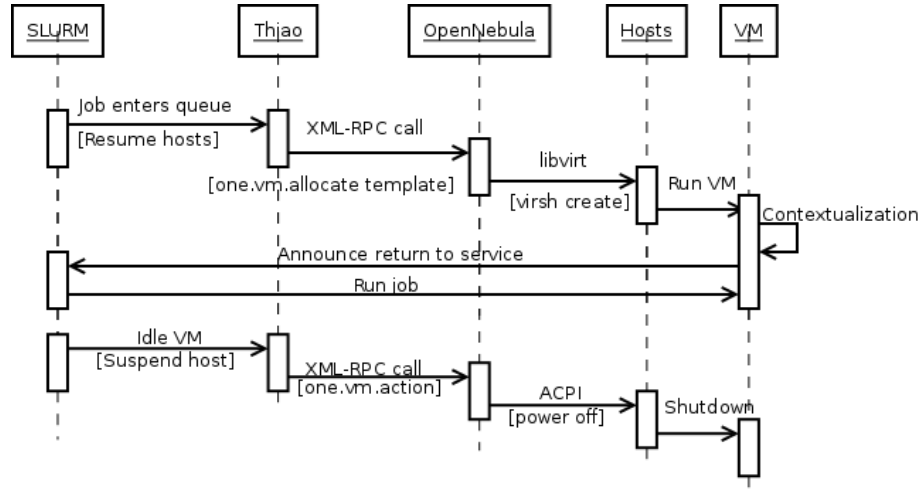 SLURM
Thiao
OpenNebula
Hosts
VM
Job enters queue
[Resume hosts]
XML-RPC call
[one.vm.allocate template]
libvirt
[virsh create]
Run VM
Contextualization
Announce return to service
Run job
Idle VM
[Suspend host]
XML-RPC call
[one.vm.action]
ACPI
[power off]
Shutdown